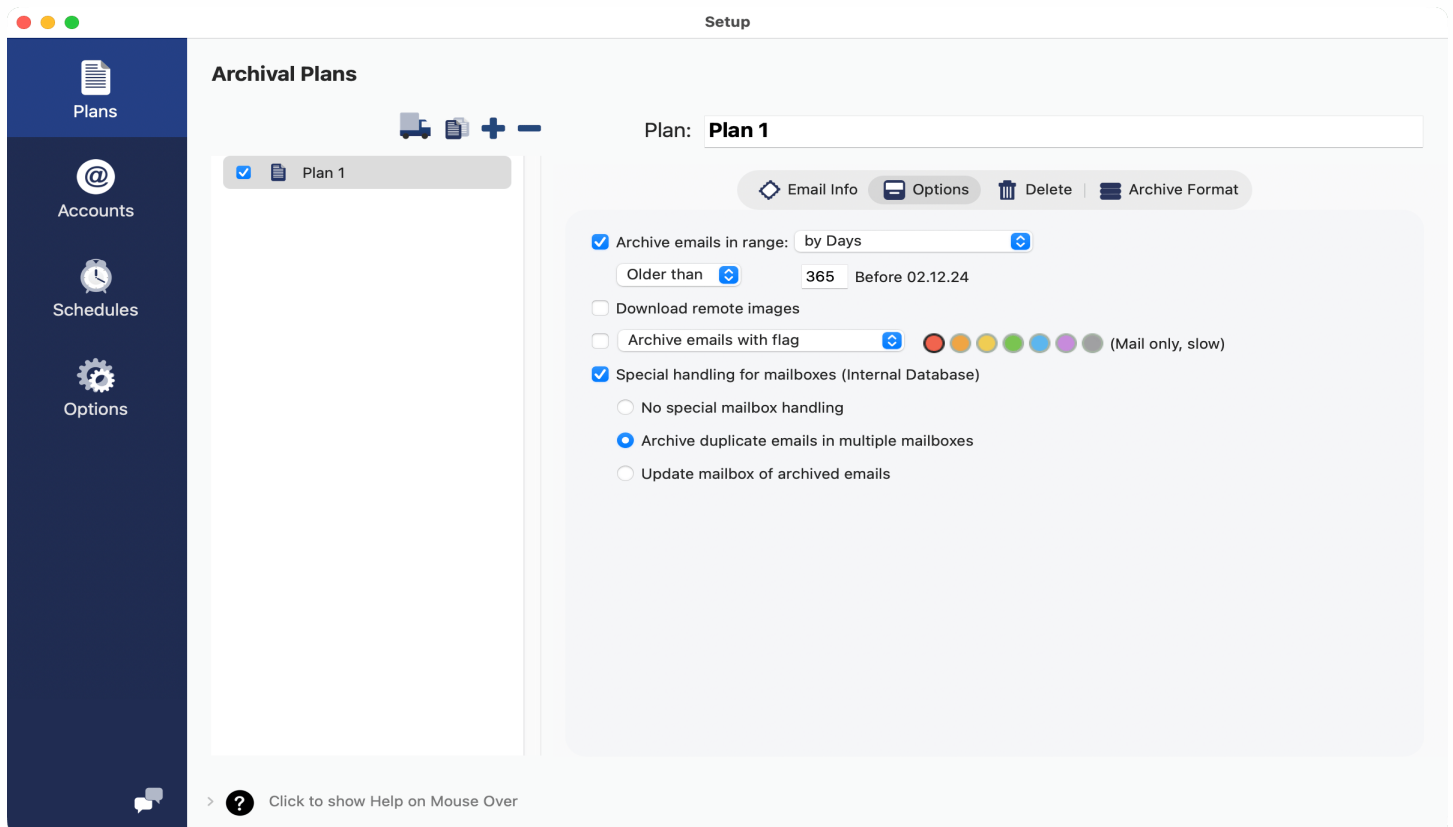 Setup
Plans
Accounts
Schedules
Options
Archival Plans
Plan: Plan 1
Plan 1
Email Info Options Delete Archive Format
Archive emails in range: by Days
Older than 365 Before 02.12.24
Download remote images
Archive emails with flag (Mail only, slow)
Special handling for mailboxes (Internal Database)
No special mailbox handling
Archive duplicate emails in multiple mailboxes
Update mailbox of archived emails
? Click to show Help on Mouse Over